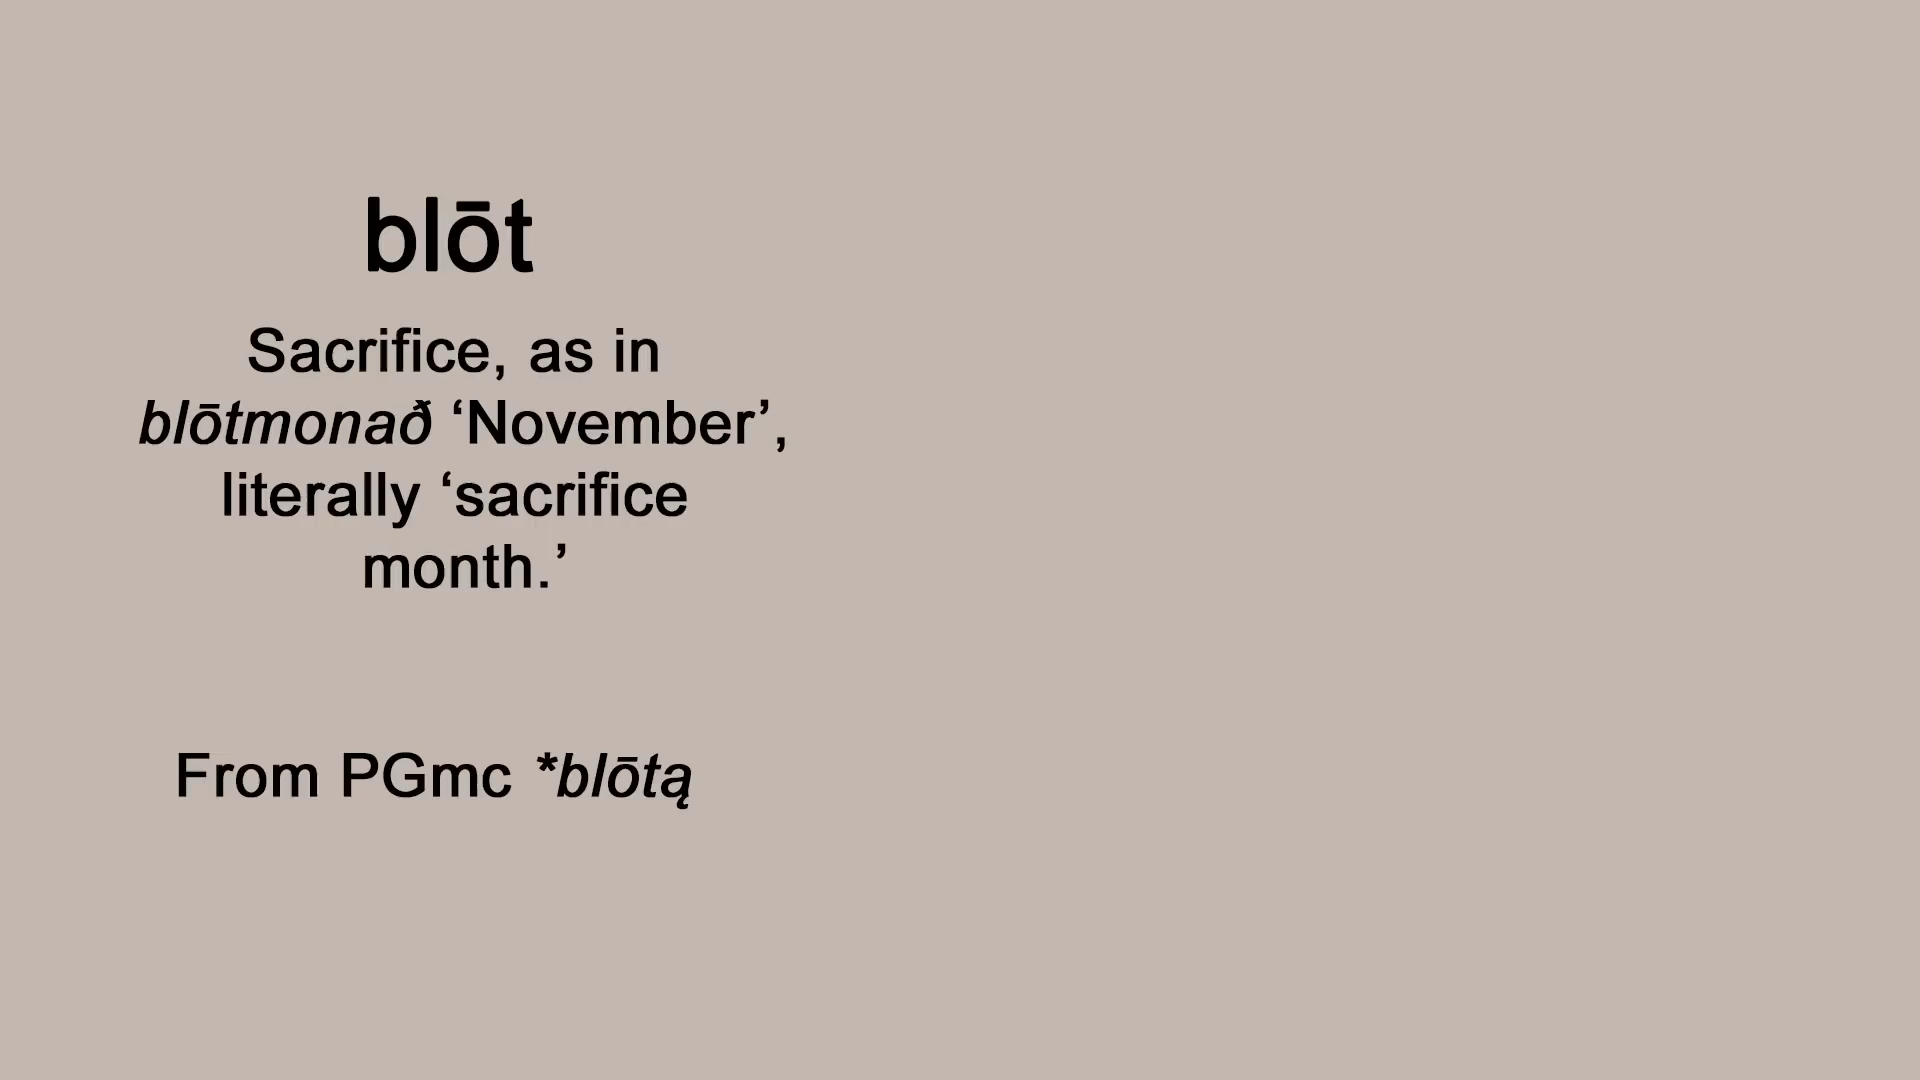 blōt
Sacrifice, as in
blōtmonað ‘November’,
literally ‘sacrifice
month.’
From PGmc *blōtą